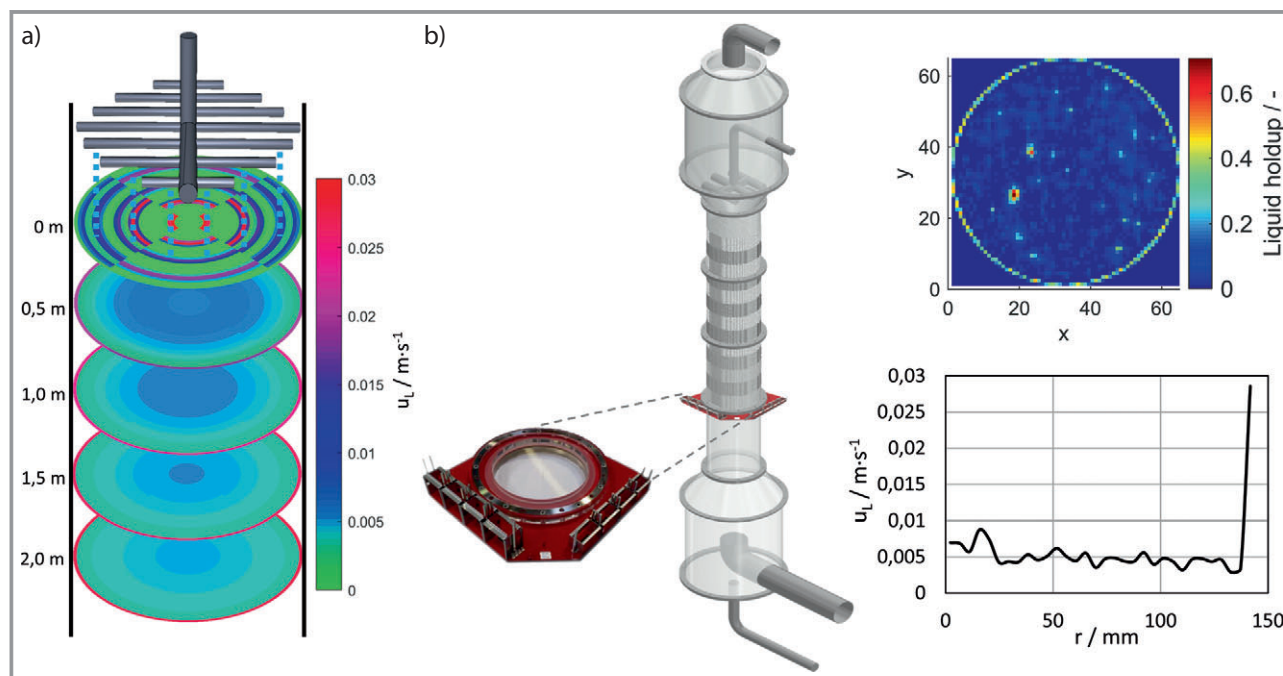 a)
0 m
0,5 m
1,0 m
1,5 m
2,0 m
0.03
0.025
0.02
0.015
0.01
0.005
0
u_L / m·s⁻¹
b)
60
40
20
0
0 20 40 60
y
x
0.6
0.4
0.2
0
Liquid holdup / -
0,03
0,025
0,02
0,015
0,01
0,005
0
u_L / m·s⁻¹
0 50 100 150
r / mm